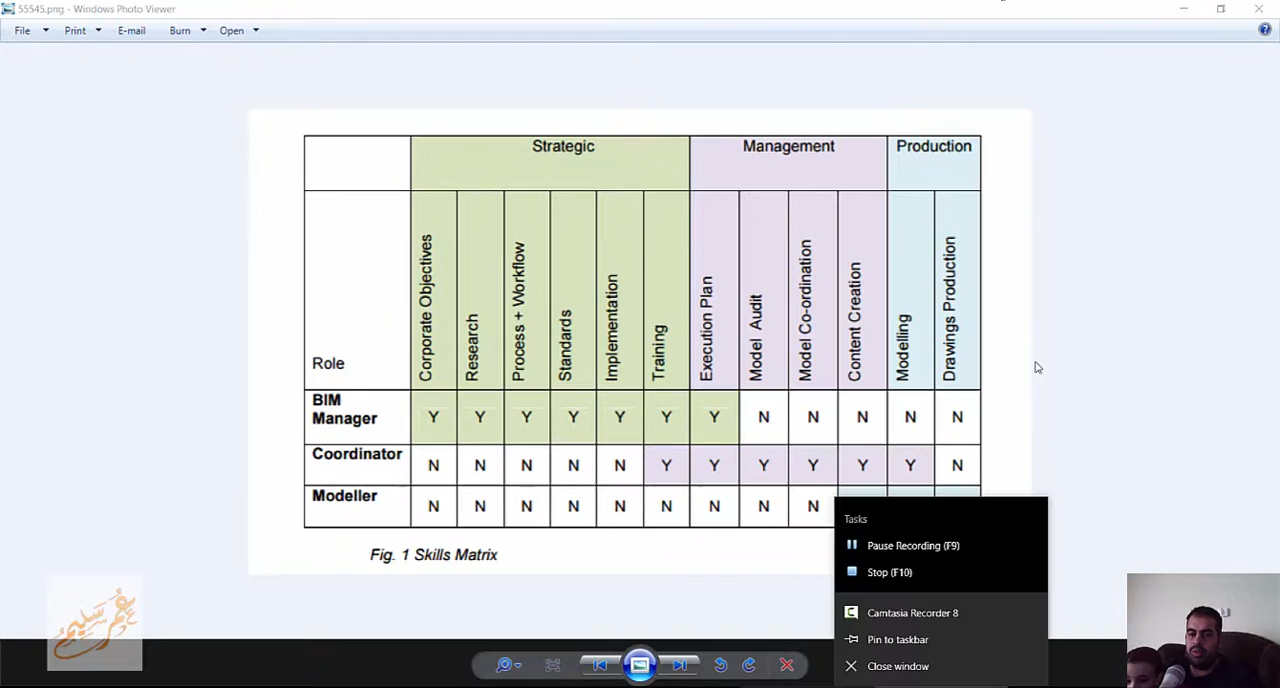 55545.png - Windows Photo Viewer
File Print E-mail Burn Open
Strategic Management Production
Role Corporate Objectives Research Process + Workflow Standards Implementation Training Execution Plan Model Audit Model Co-ordination Content Creation Modelling Drawings Production
BIM Manager Y Y Y Y Y Y Y N N N N N
Coordinator N N N N N Y Y Y Y Y Y N
Modeller N N N N N N N N N
Fig. 1 Skills Matrix
Tasks
Pause Recording (F9)
Stop (F10)
Camtasia Recorder 8
Pin to taskbar
Close window
عمر سليم